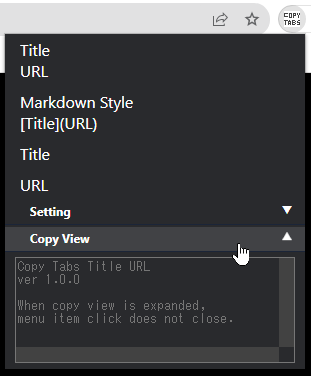 COPY
TABS
Title
URL
Markdown Style
[Title](URL)
Title
URL
Setting
Copy View
Copy Tabs Title URL
ver 1.0.0
When copy view is expanded,
menu item click does not close.